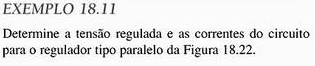 EXEMPLO 18.11
Determine a tensão regulada e as correntes do circuito
para o regulador tipo paralelo da Figura 18.22.